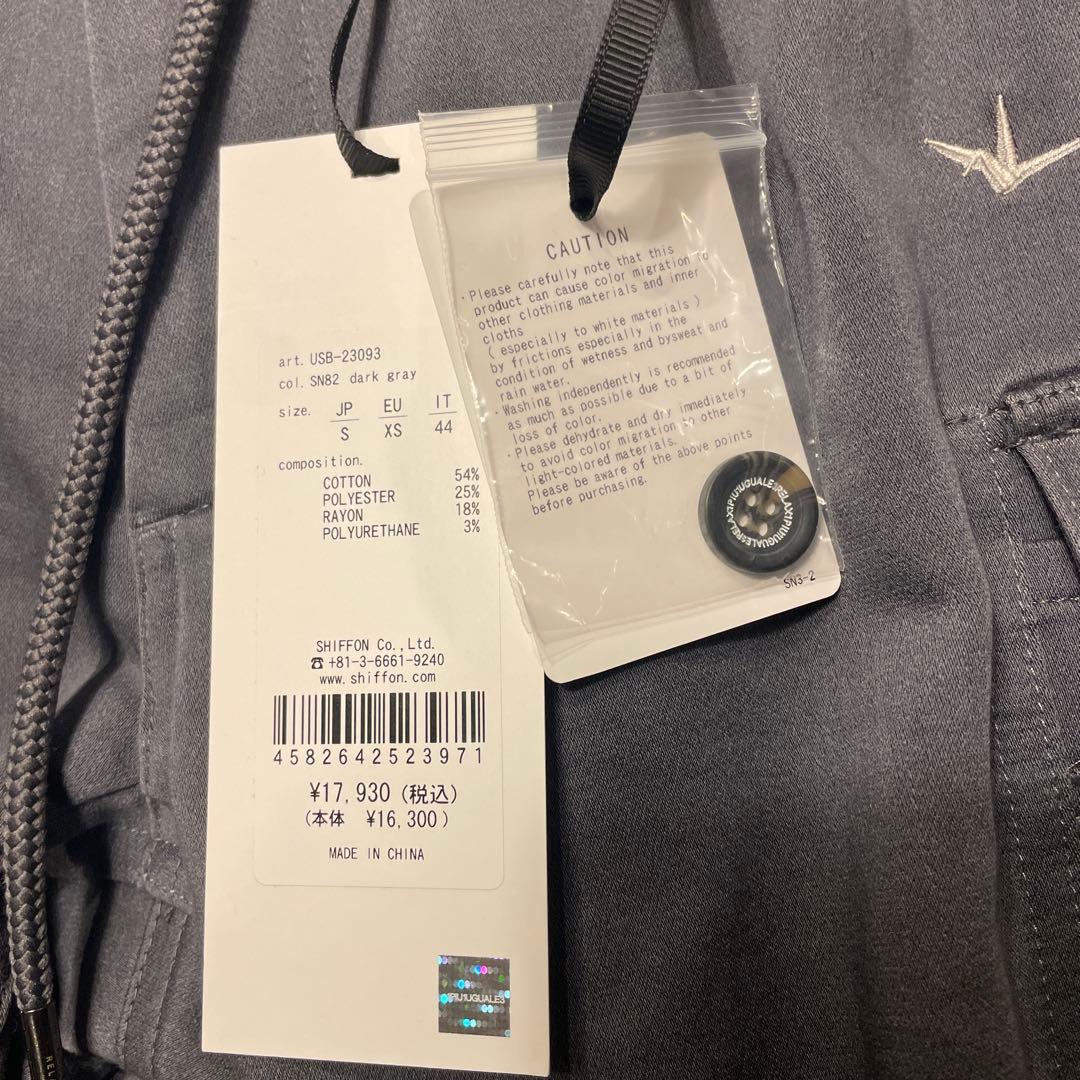 art. USB-23093
col. SN82 dark gray
size. JP EU IT
S XS 44
composition.
COTTON 54%
POLYESTER 25%
RAYON 18%
POLYURETHANE 3%
SHIFFON Co.,Ltd.
☎ +81-3-6661-9240
www.shiffon.com
4582642523971
¥17,930 (税込)
(本体 ¥16,300)
MADE IN CHINA
1PIU1UGUALE3
CAUTION
・Please carefully note that this
product can cause color migration to
other clothing materials and inner
cloths
( especially to white materials )
by frictions especially in the
condition of wetness and bysweat and
rain water.
・Washing independently is recommended
as much as possible due to a bit of
loss of color.
・Please dehydrate and dry immediately
to avoid color migration to other
light-colored materials.
Please be aware of the above points
before purchasing.
1PIU1UGUALE3RELAX1PIU1UGUALE3RELAX
SN3-2
REL